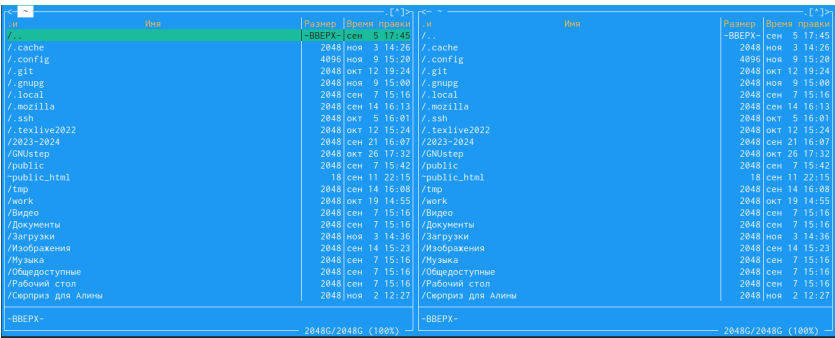 <- ~ .[^]> <- ~ .[^]>
.и Имя Размер Время правки .и Имя Размер Время правки
/.. -ВВЕРХ- сен 5 17:45 /.. -ВВЕРХ- сен 5 17:45
/.cache 2048 ноя 3 14:26 /.cache 2048 ноя 3 14:26
/.config 4096 ноя 9 15:20 /.config 4096 ноя 9 15:20
/.git 2048 окт 12 19:24 /.git 2048 окт 12 19:24
/.gnupg 2048 ноя 9 15:00 /.gnupg 2048 ноя 9 15:00
/.local 2048 сен 7 15:16 /.local 2048 сен 7 15:16
/.mozilla 2048 сен 14 16:13 /.mozilla 2048 сен 14 16:13
/.ssh 2048 окт 5 16:01 /.ssh 2048 окт 5 16:01
/.texlive2022 2048 окт 12 15:24 /.texlive2022 2048 окт 12 15:24
/2023-2024 2048 сен 21 16:07 /2023-2024 2048 сен 21 16:07
/GNUstep 2048 окт 26 17:32 /GNUstep 2048 окт 26 17:32
/public 2048 сен 7 15:42 /public 2048 сен 7 15:42
~public_html 18 сен 11 22:15 ~public_html 18 сен 11 22:15
/tmp 2048 сен 14 16:08 /tmp 2048 сен 14 16:08
/work 2048 окт 19 14:55 /work 2048 окт 19 14:55
/Видео 2048 сен 7 15:16 /Видео 2048 сен 7 15:16
/Документы 2048 сен 7 15:16 /Документы 2048 сен 7 15:16
/Загрузки 2048 ноя 3 14:36 /Загрузки 2048 ноя 3 14:36
/Изображения 2048 сен 14 15:23 /Изображения 2048 сен 14 15:23
/Музыка 2048 сен 7 15:16 /Музыка 2048 сен 7 15:16
/Общедоступные 2048 сен 7 15:16 /Общедоступные 2048 сен 7 15:16
/Рабочий стол 2048 сен 7 15:16 /Рабочий стол 2048 сен 7 15:16
/Сюрприз для Алины 2048 ноя 2 12:27 /Сюрприз для Алины 2048 ноя 2 12:27
-ВВЕРХ- -ВВЕРХ-
2048G/2048G (100%) 2048G/2048G (100%)